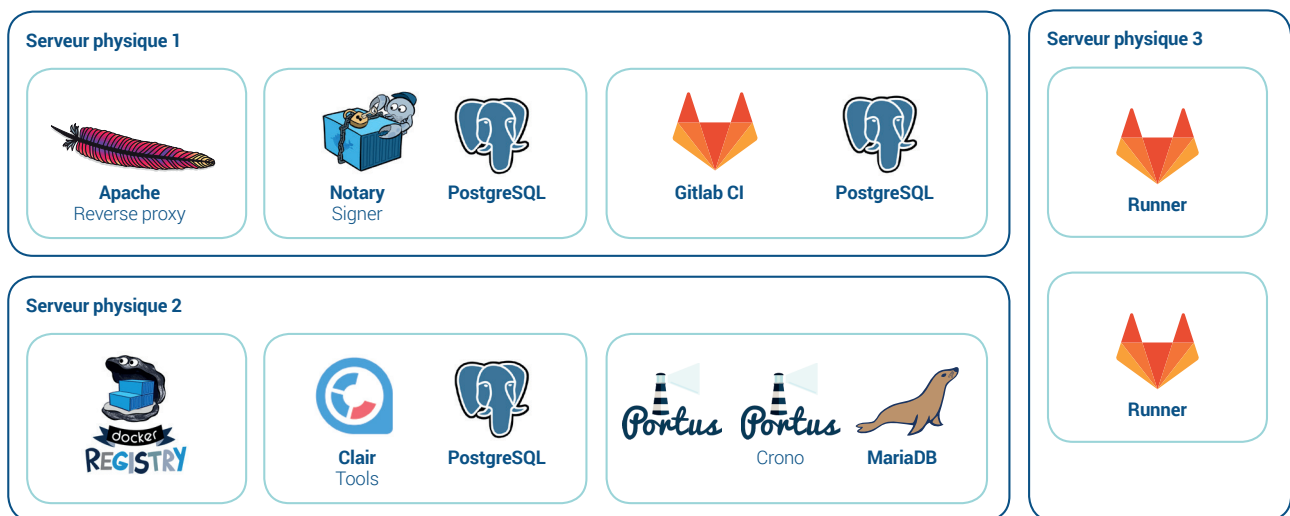 Serveur physique 1
Apache
Reverse proxy
Notary
Signer
PostgreSQL
Gitlab CI
PostgreSQL
Serveur physique 2
docker
REGISTRY
Clair
Tools
PostgreSQL
Portus
Portus
Crono
MariaDB
Serveur physique 3
Runner
Runner